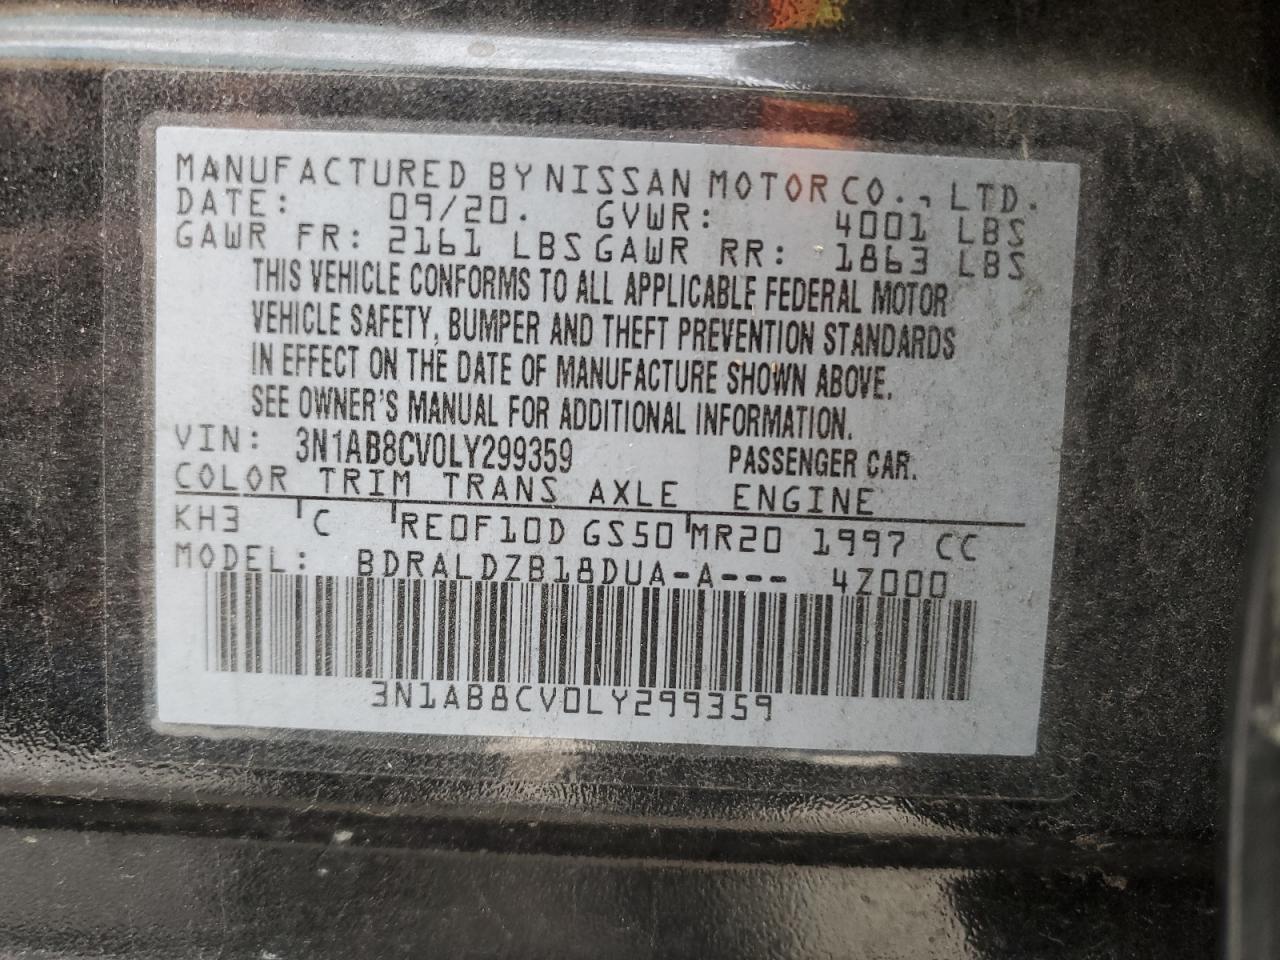 MANUFACTURED BY NISSAN MOTOR CO., LTD.
DATE: 09/20. GVWR: 4001 LBS
GAWR FR: 2161 LBS GAWR RR: 1863 LBS
THIS VEHICLE CONFORMS TO ALL APPLICABLE FEDERAL MOTOR
VEHICLE SAFETY, BUMPER AND THEFT PREVENTION STANDARDS
IN EFFECT ON THE DATE OF MANUFACTURE SHOWN ABOVE.
SEE OWNER'S MANUAL FOR ADDITIONAL INFORMATION.
VIN: 3N1AB8CV0LY299359 PASSENGER CAR.
COLOR TRIM TRANS AXLE ENGINE
KH3 C RE0F10D GS50 MR20 1997 CC
MODEL: BDRALDZB18DUA-A--- 4Z000
3N1AB8CV0LY299359